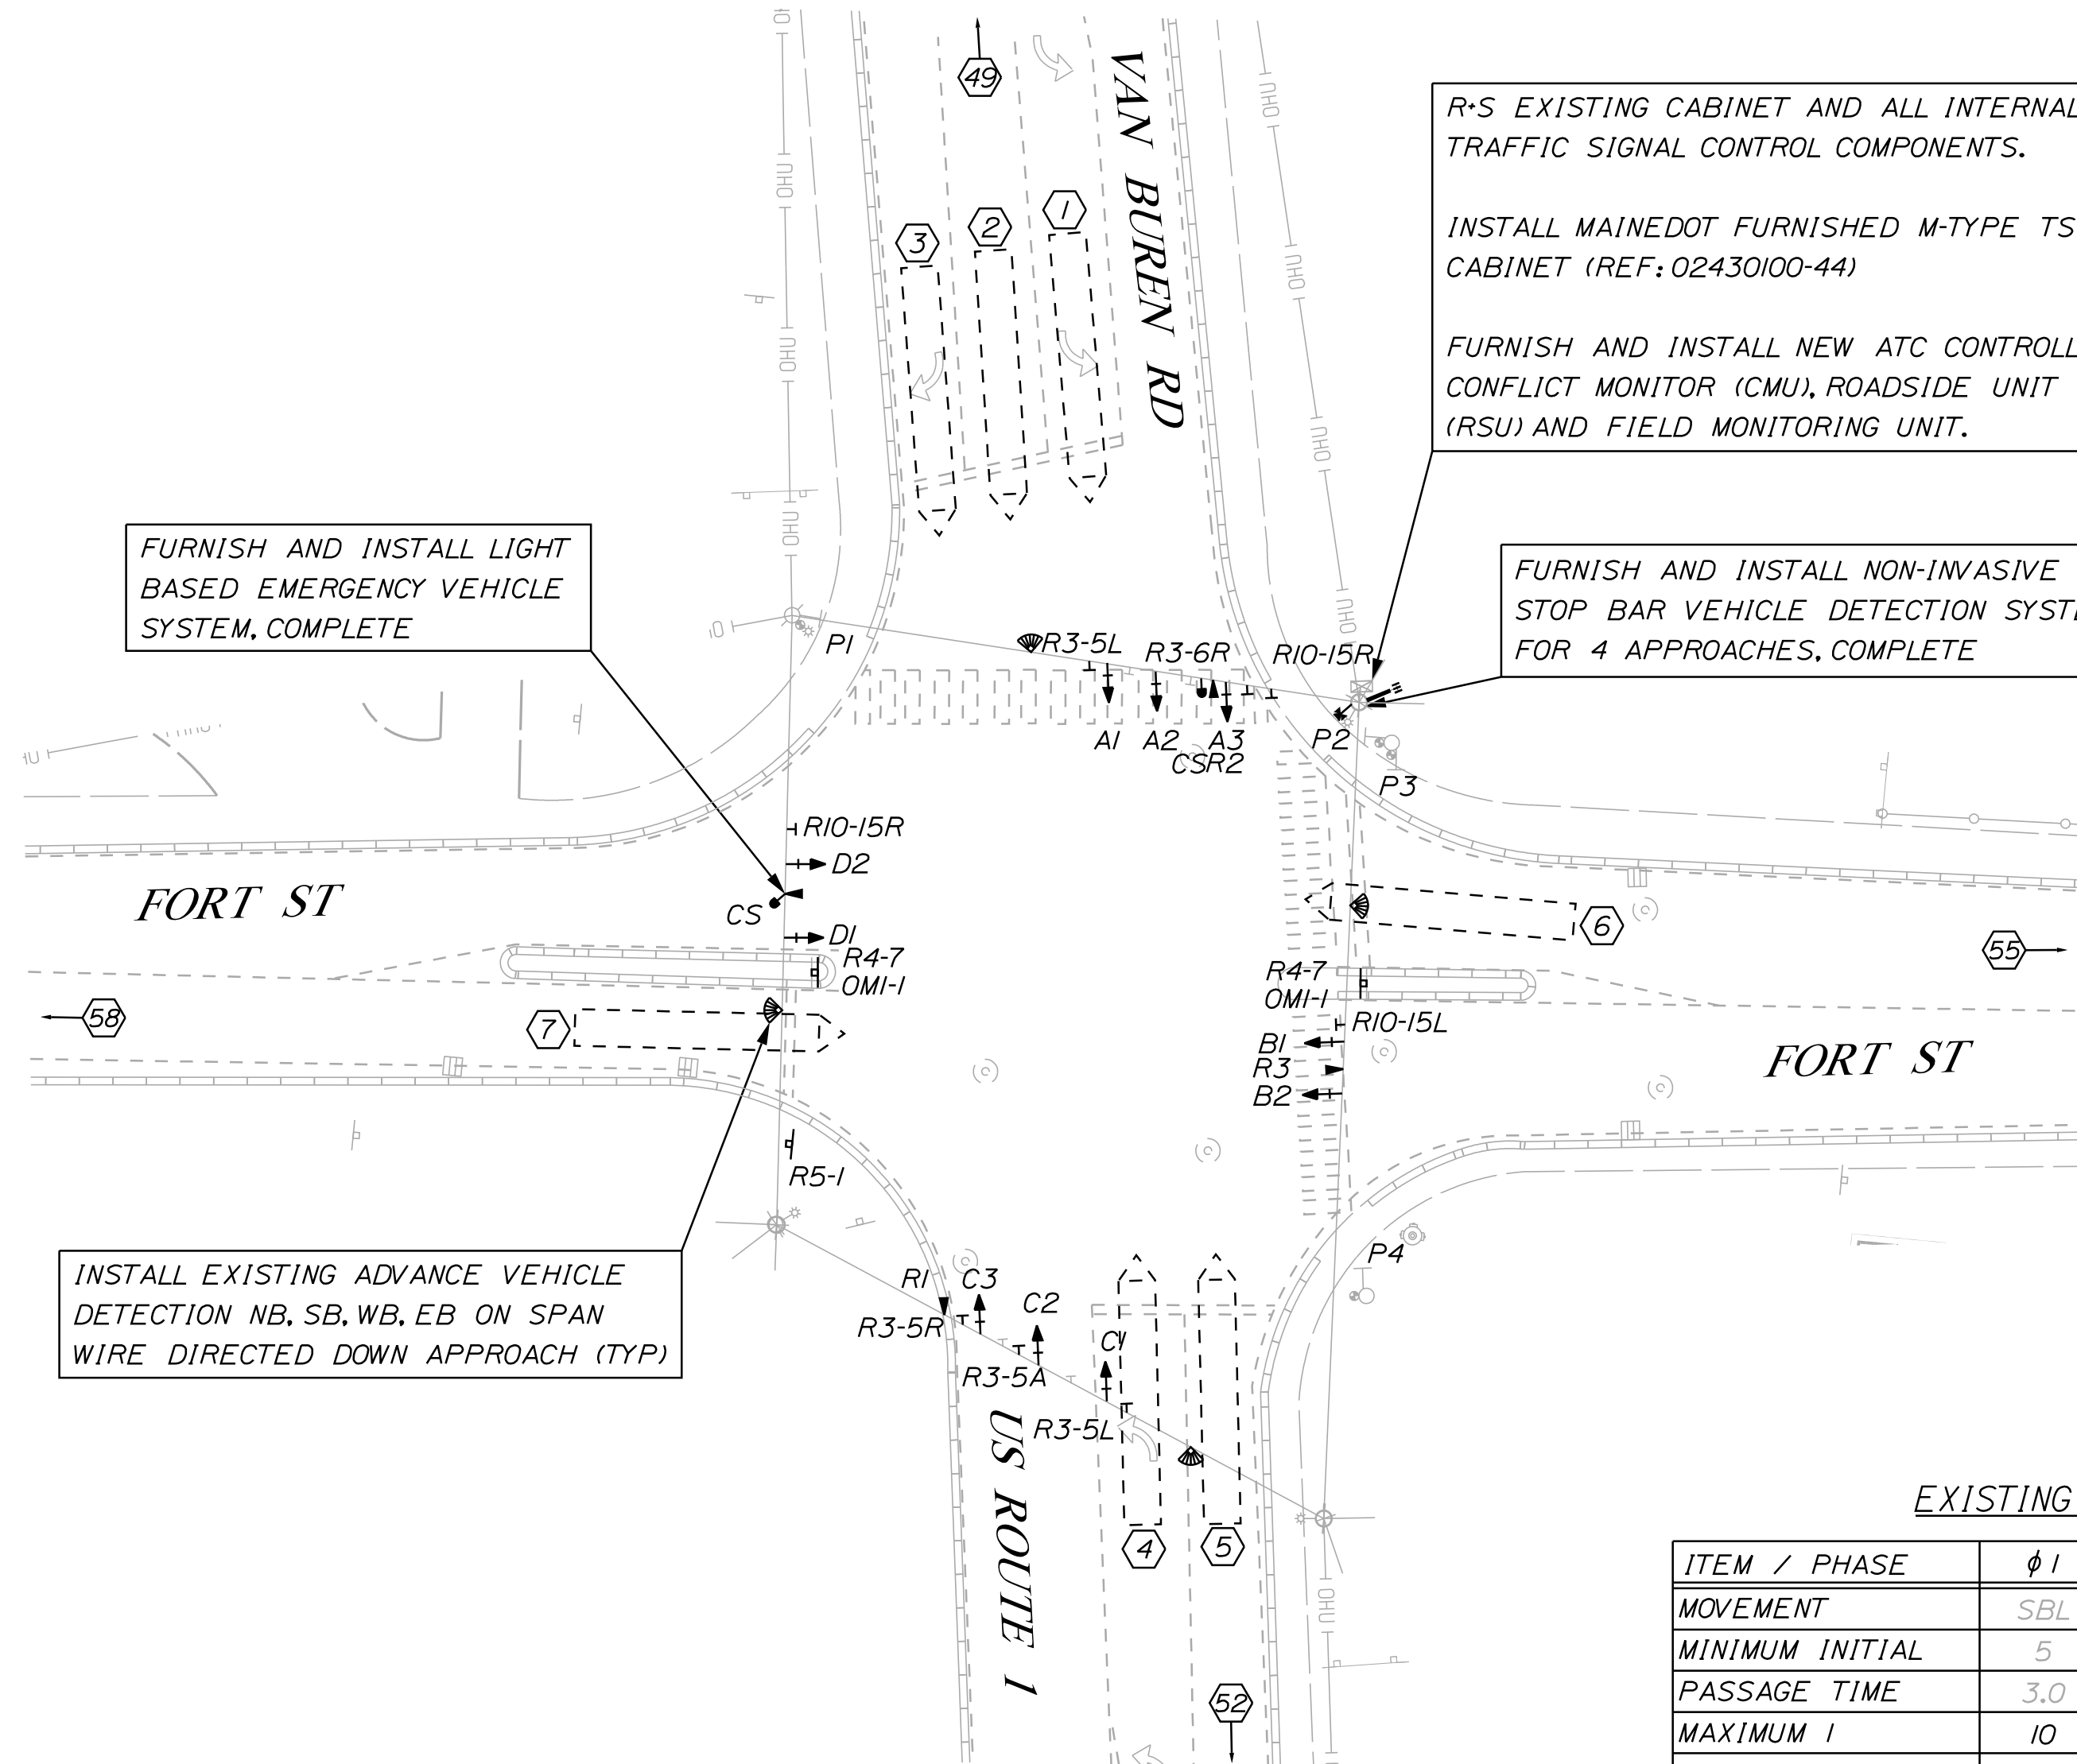 49
VAN BUREN RD
OHU
OHU
OHU
OHU
OHU
OHU
OHU
R+S EXISTING CABINET AND ALL INTERNAL
TRAFFIC SIGNAL CONTROL COMPONENTS.
INSTALL MAINEDOT FURNISHED M-TYPE TS
CABINET (REF: 02430100-44)
FURNISH AND INSTALL NEW ATC
CONFLICT MONITOR (CMU), ROADSIDE UNIT
(RSU) AND FIELD MONITORING UNIT.
3
2
1
FURNISH AND INSTALL LIGHT
BASED EMERGENCY VEHICLE
SYSTEM, COMPLETE
FURNISH AND INSTALL NON-INVASIVE
STOP BAR VEHICLE DETECTION
FOR 4 APPROACHES, COMPLETE
P1
R3-5L
R3-6R
R10-15R
A1
A2
A3
CS
R2
P2
P3
R10-15R
D2
CS
D1
R4-7
OM1-1
FORT ST
58
7
6
55
R4-7
OM1-1
R10-15L
B1
R3
B2
FORT ST
R5-1
P4
R1
C3
C2
C1
R3-5R
R3-5A
R3-5L
INSTALL EXISTING ADVANCE VEHICLE
DETECTION NB, SB, WB, EB ON SPAN
WIRE DIRECTED DOWN APPROACH (TYP)
US ROUTE 1
4
5
OHU
52
EXISTING
ITEM / PHASE ϕ 1
MOVEMENT SBL
MINIMUM INITIAL 5
PASSAGE TIME 3.0
MAXIMUM 1 10